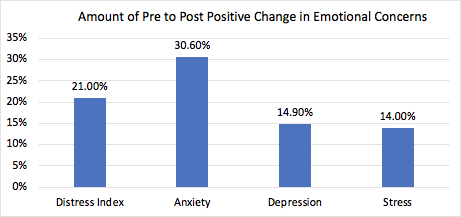 Amount of Pre to Post Positive Change in Emotional Concerns
35%
30%
25%
20%
15%
10%
5%
0%
21.00%
30.60%
14.90%
14.00%
Distress Index
Anxiety
Depression
Stress